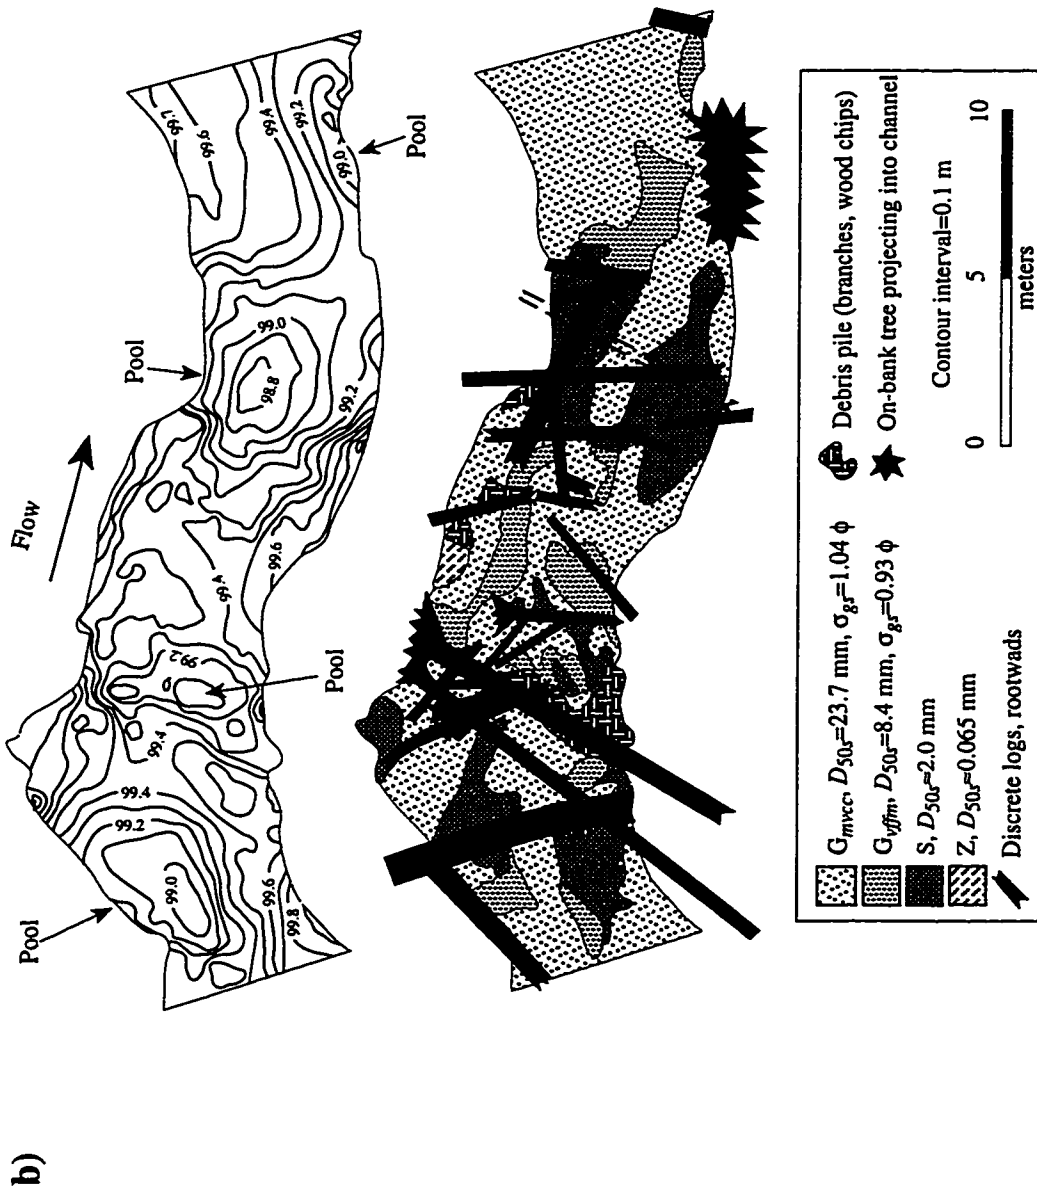 b)
Flow
Pool
Pool
Pool
Pool
99.0
99.2
99.4
99.6
99.8
99.4
99.2
99.4
99.6
98.8
99.0
99.2
99.0
99.2
99.4
99.6
99.7
G_mvcc, D_50s=23.7 mm, σ_gs=1.04 ϕ
G_vffm, D_50s=8.4 mm, σ_gs=0.93 ϕ
S, D_50s=2.0 mm
Z, D_50s=0.065 mm
Discrete logs, rootwads
Debris pile (branches, wood chips)
On-bank tree projecting into channel
Contour interval=0.1 m
0 5 10
meters